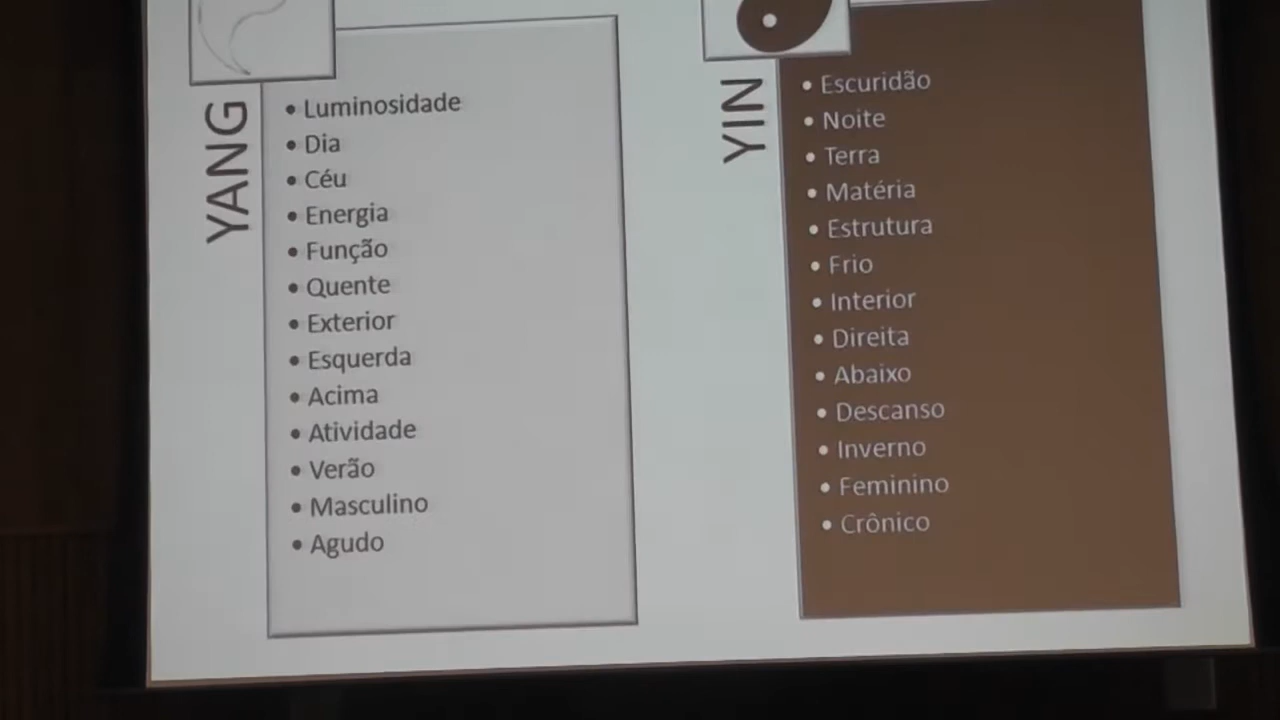 YANG
• Luminosidade
• Dia
• Céu
• Energia
• Função
• Quente
• Exterior
• Esquerda
• Acima
• Atividade
• Verão
• Masculino
• Agudo
YIN
• Escuridão
• Noite
• Terra
• Matéria
• Estrutura
• Frio
• Interior
• Direita
• Abaixo
• Descanso
• Inverno
• Feminino
• Crônico